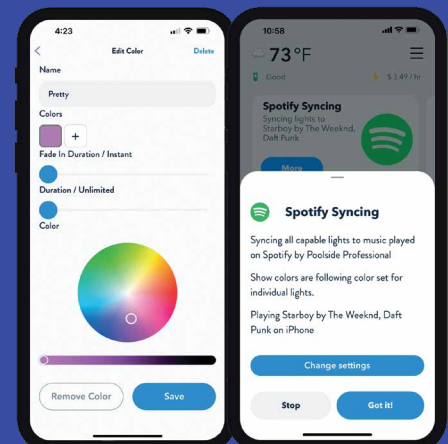 4:23
Edit Color
Delete
Name
Pretty
Colors
+
Fade In Duration / Instant
Duration / Unlimited
Color
Remove Color
Save
10:58
73°F
Good
$ 3.49 / hr
Spotify Syncing
Syncing lights to
Starboy by The Weeknd,
Daft Punk
More
Spotify Syncing
Syncing all capable lights to music played
on Spotify by Poolside Professional
Show colors are following color set for
individual lights.
Playing Starboy by The Weeknd, Daft
Punk on iPhone
Change settings
Stop
Got it!